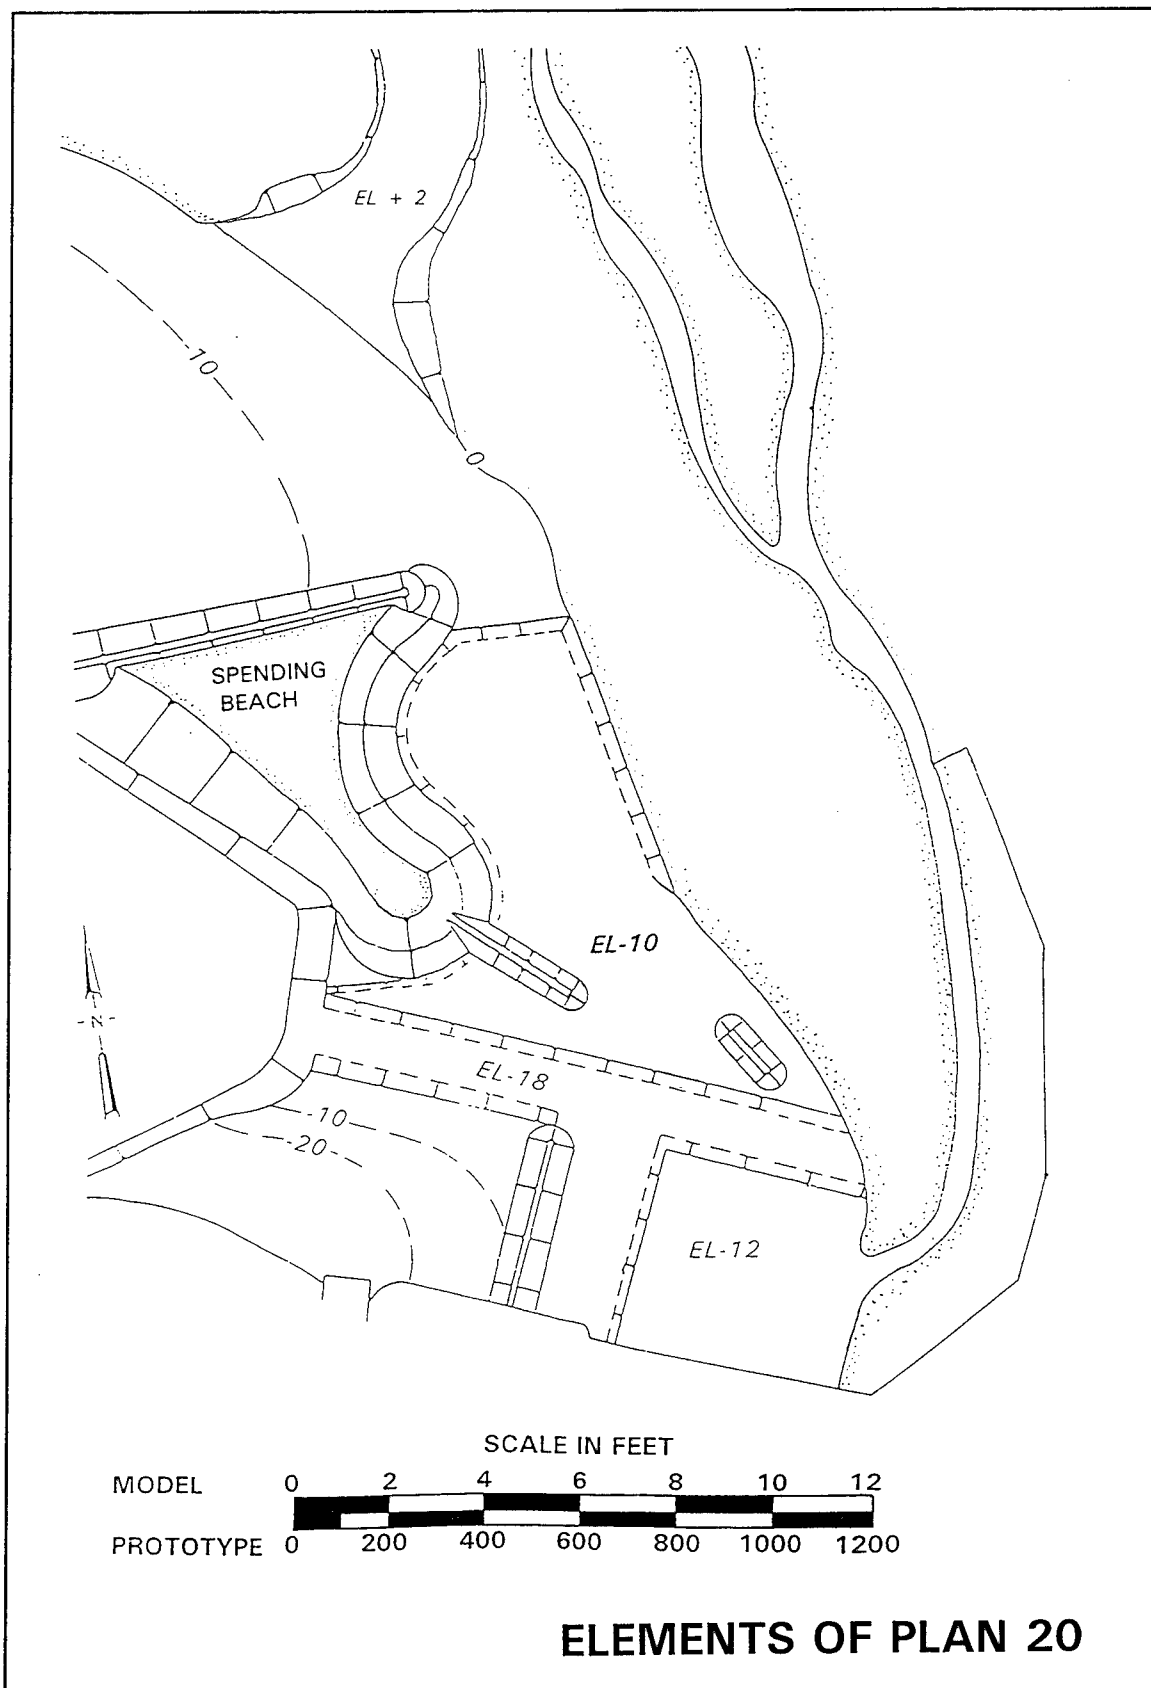 EL + 2
-10
0
SPENDING
BEACH
EL-10
-N-
EL-18
-10
-20-
EL-12
SCALE IN FEET
MODEL 0 2 4 6 8 10 12
PROTOTYPE 0 200 400 600 800 1000 1200
ELEMENTS OF PLAN 20